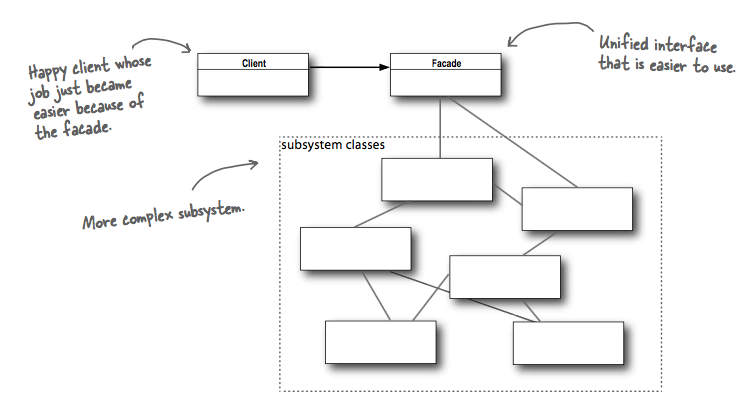 Client
Facade
Happy client whose
job just became
easier because of
the facade.
Unified interface
that is easier to use.
subsystem classes
More complex subsystem.